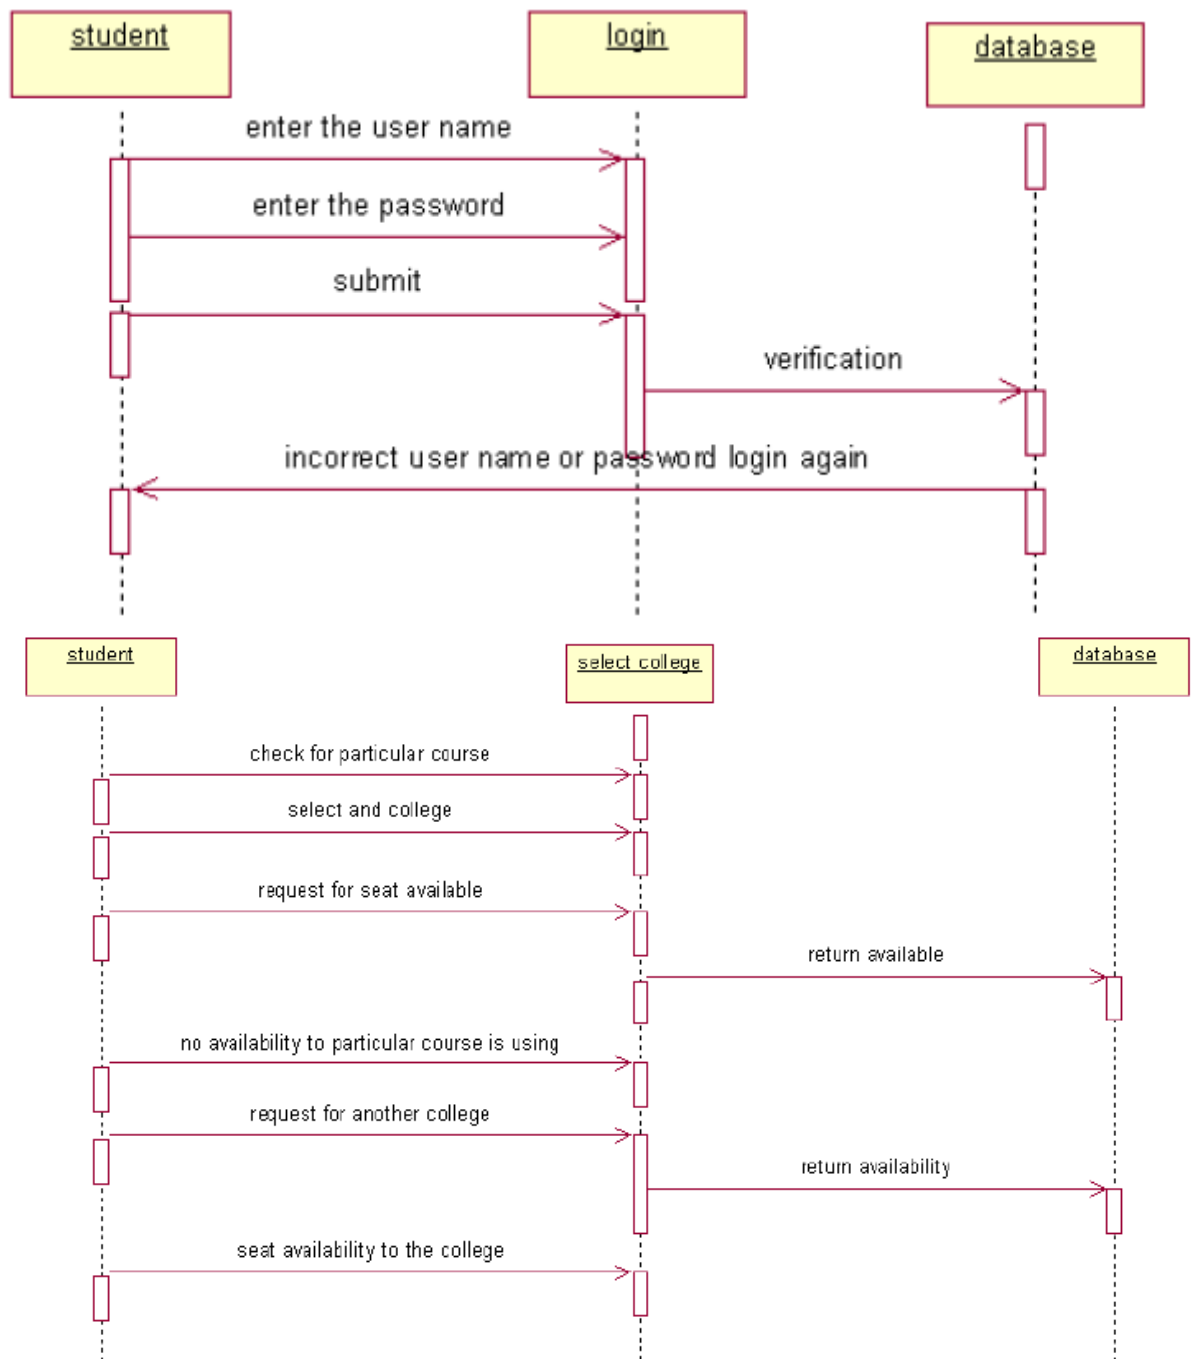 student
login
database
enter the user name
enter the password
submit
verification
incorrect user name or password login again
student
select college
database
check for particular course
select and college
request for seat available
return available
no availability to particular course is using
request for another college
return availability
seat availability to the college